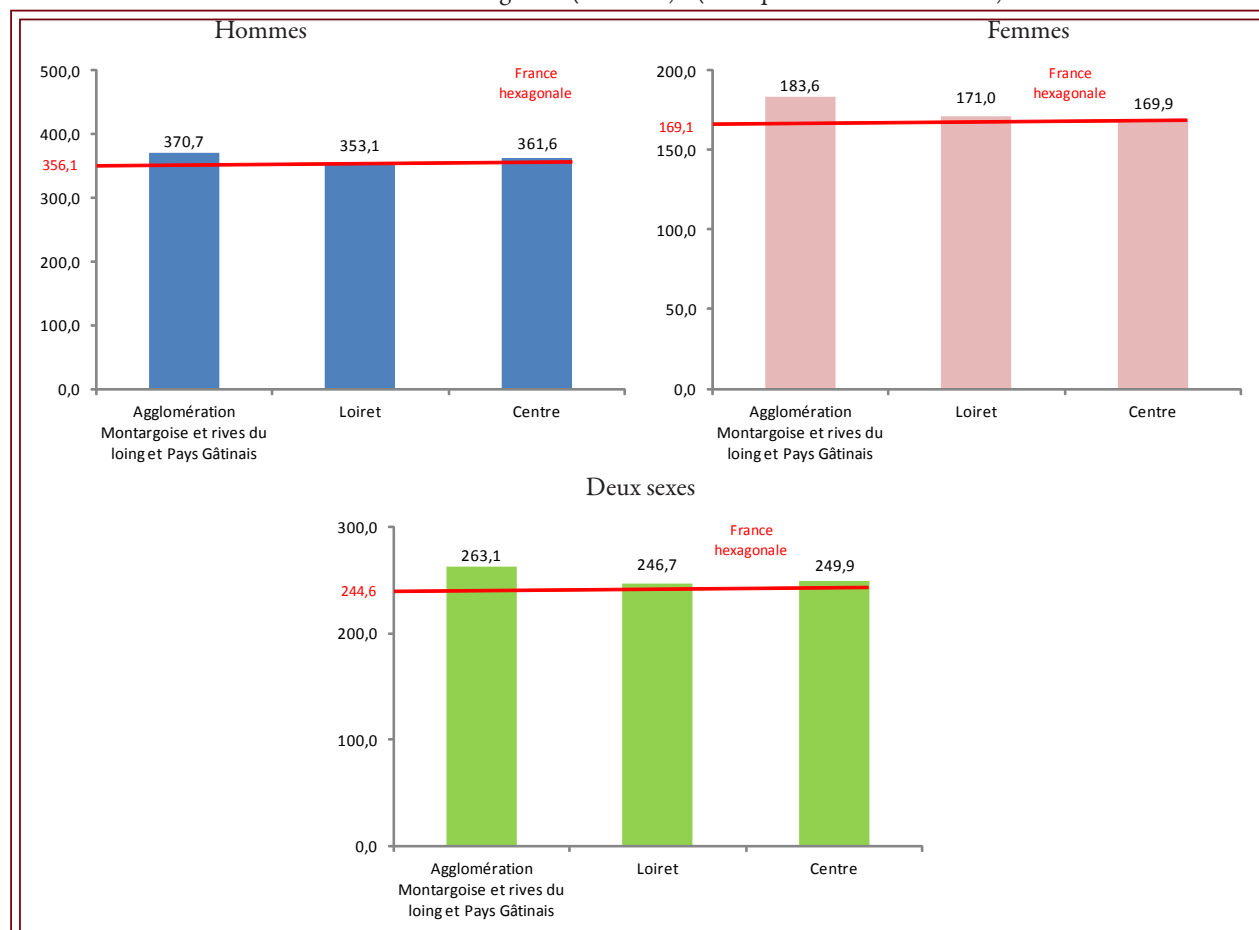 Hommes
500,0
400,0
300,0
200,0
100,0
0,0
356,1
France
hexagonale
370,7
353,1
361,6
Agglomération
Montargoise et rives du
loing et Pays Gâtinais
Loiret
Centre
Femmes
200,0
150,0
100,0
50,0
0,0
169,1
France
hexagonale
183,6
171,0
169,9
Agglomération
Montargoise et rives du
loing et Pays Gâtinais
Loiret
Centre
Deux sexes
300,0
200,0
100,0
0,0
244,6
France
hexagonale
263,1
246,7
249,9
Agglomération
Montargoise et rives du
loing et Pays Gâtinais
Loiret
Centre